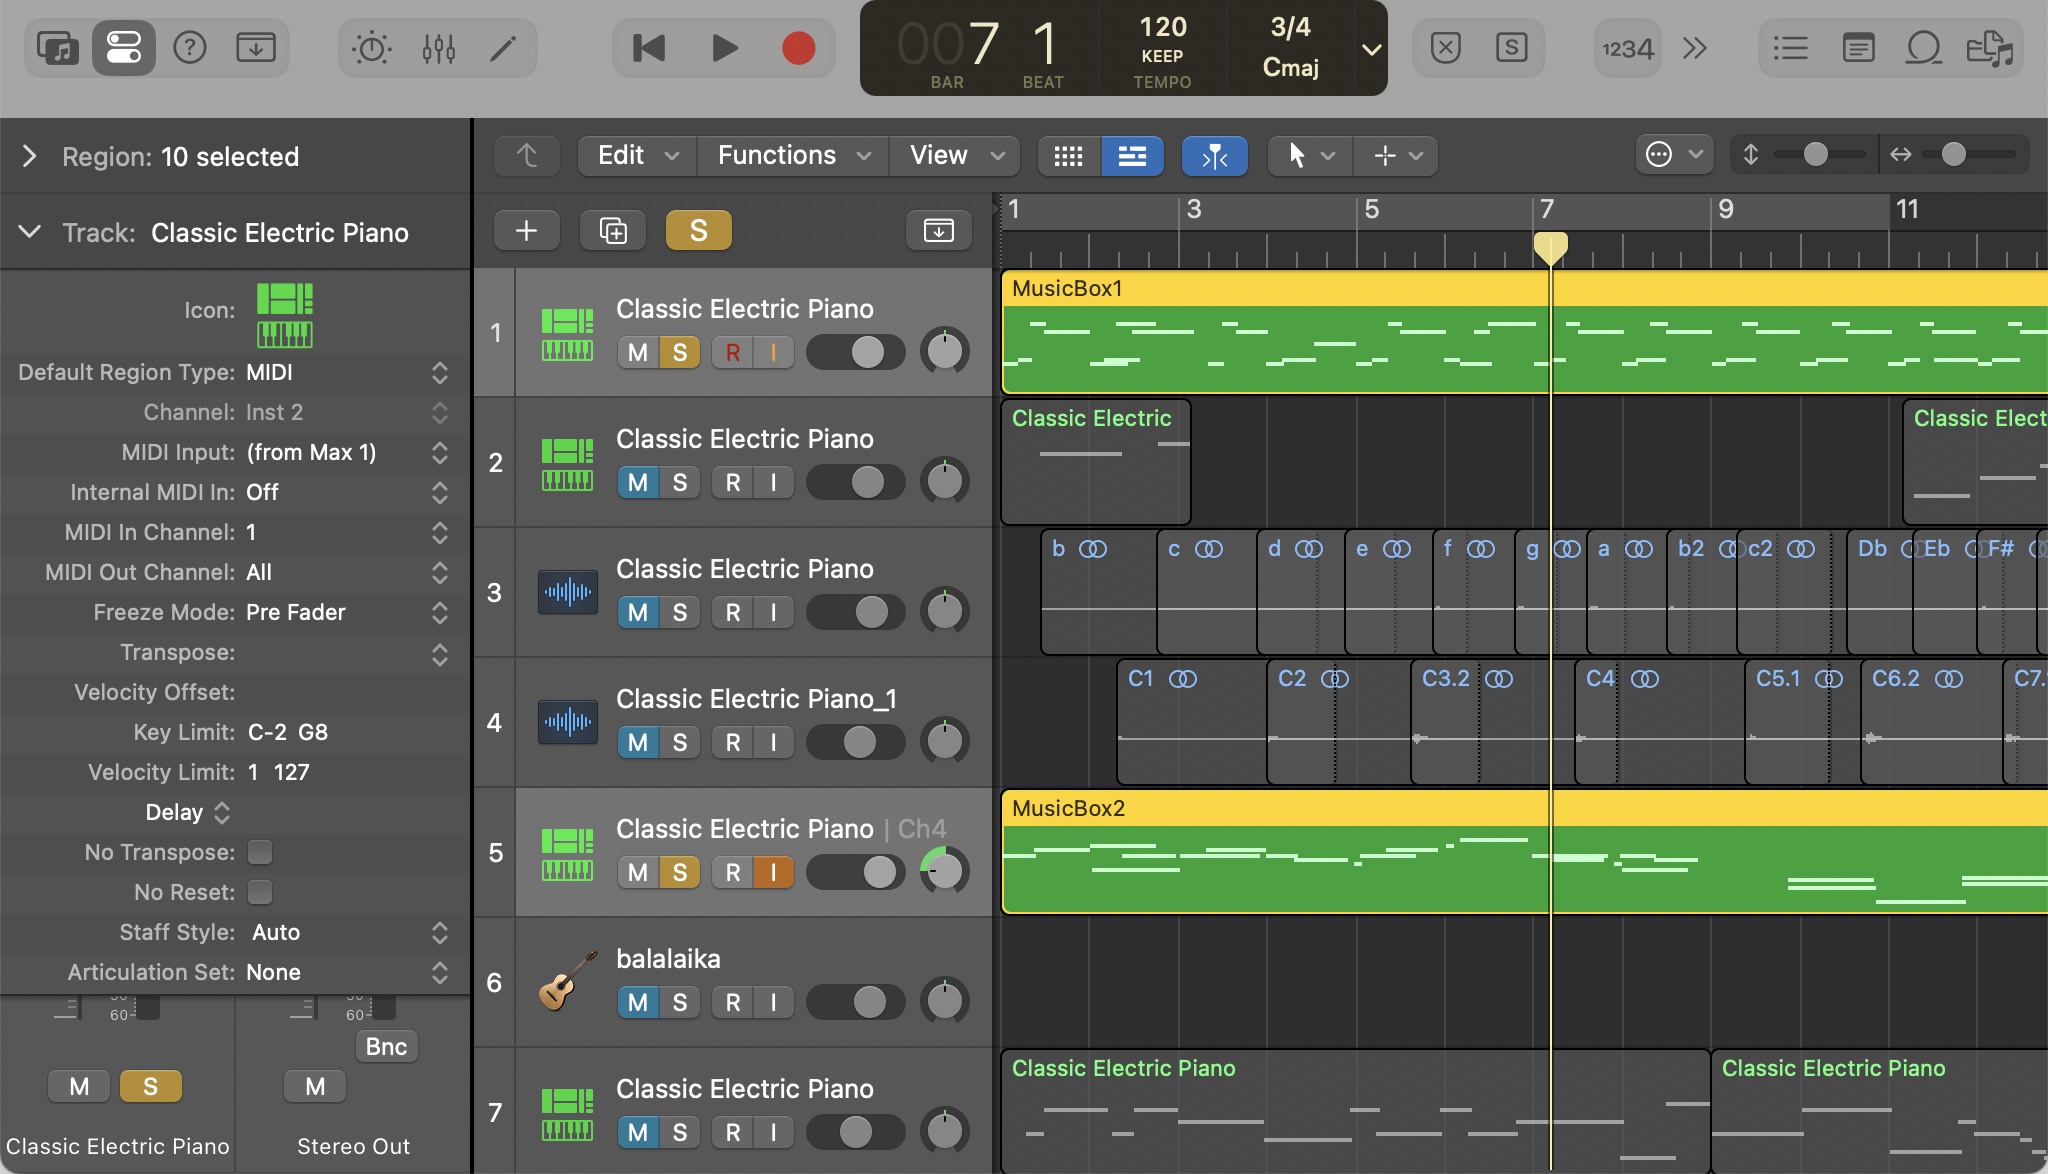 007 1
BAR BEAT
120
KEEP
TEMPO
3/4
Cmaj
S
1234
Region: 10 selected
Edit
Functions
View
Track: Classic Electric Piano
S
1 3 5 7 9 11
Icon:
Default Region Type: MIDI
Channel: Inst 2
MIDI Input: (from Max 1)
Internal MIDI In: Off
MIDI In Channel: 1
MIDI Out Channel: All
Freeze Mode: Pre Fader
Transpose:
Velocity Offset:
Key Limit: C-2 G8
Velocity Limit: 1 127
Delay
No Transpose:
No Reset:
Staff Style: Auto
Articulation Set: None
60
60
Bnc
M S
M
Classic Electric Piano
Stereo Out
1
Classic Electric Piano
M S R I
MusicBox1
2
Classic Electric Piano
M S R I
Classic Electric
Classic Elect
3
Classic Electric Piano
M S R I
b c d e f g a b2 c2 Db Eb F#
4
Classic Electric Piano_1
M S R I
C1 C2 C3.2 C4 C5.1 C6.2 C7.
5
Classic Electric Piano | Ch4
M S R I
MusicBox2
6
balalaika
M S R I
7
Classic Electric Piano
M S R I
Classic Electric Piano
Classic Electric Piano